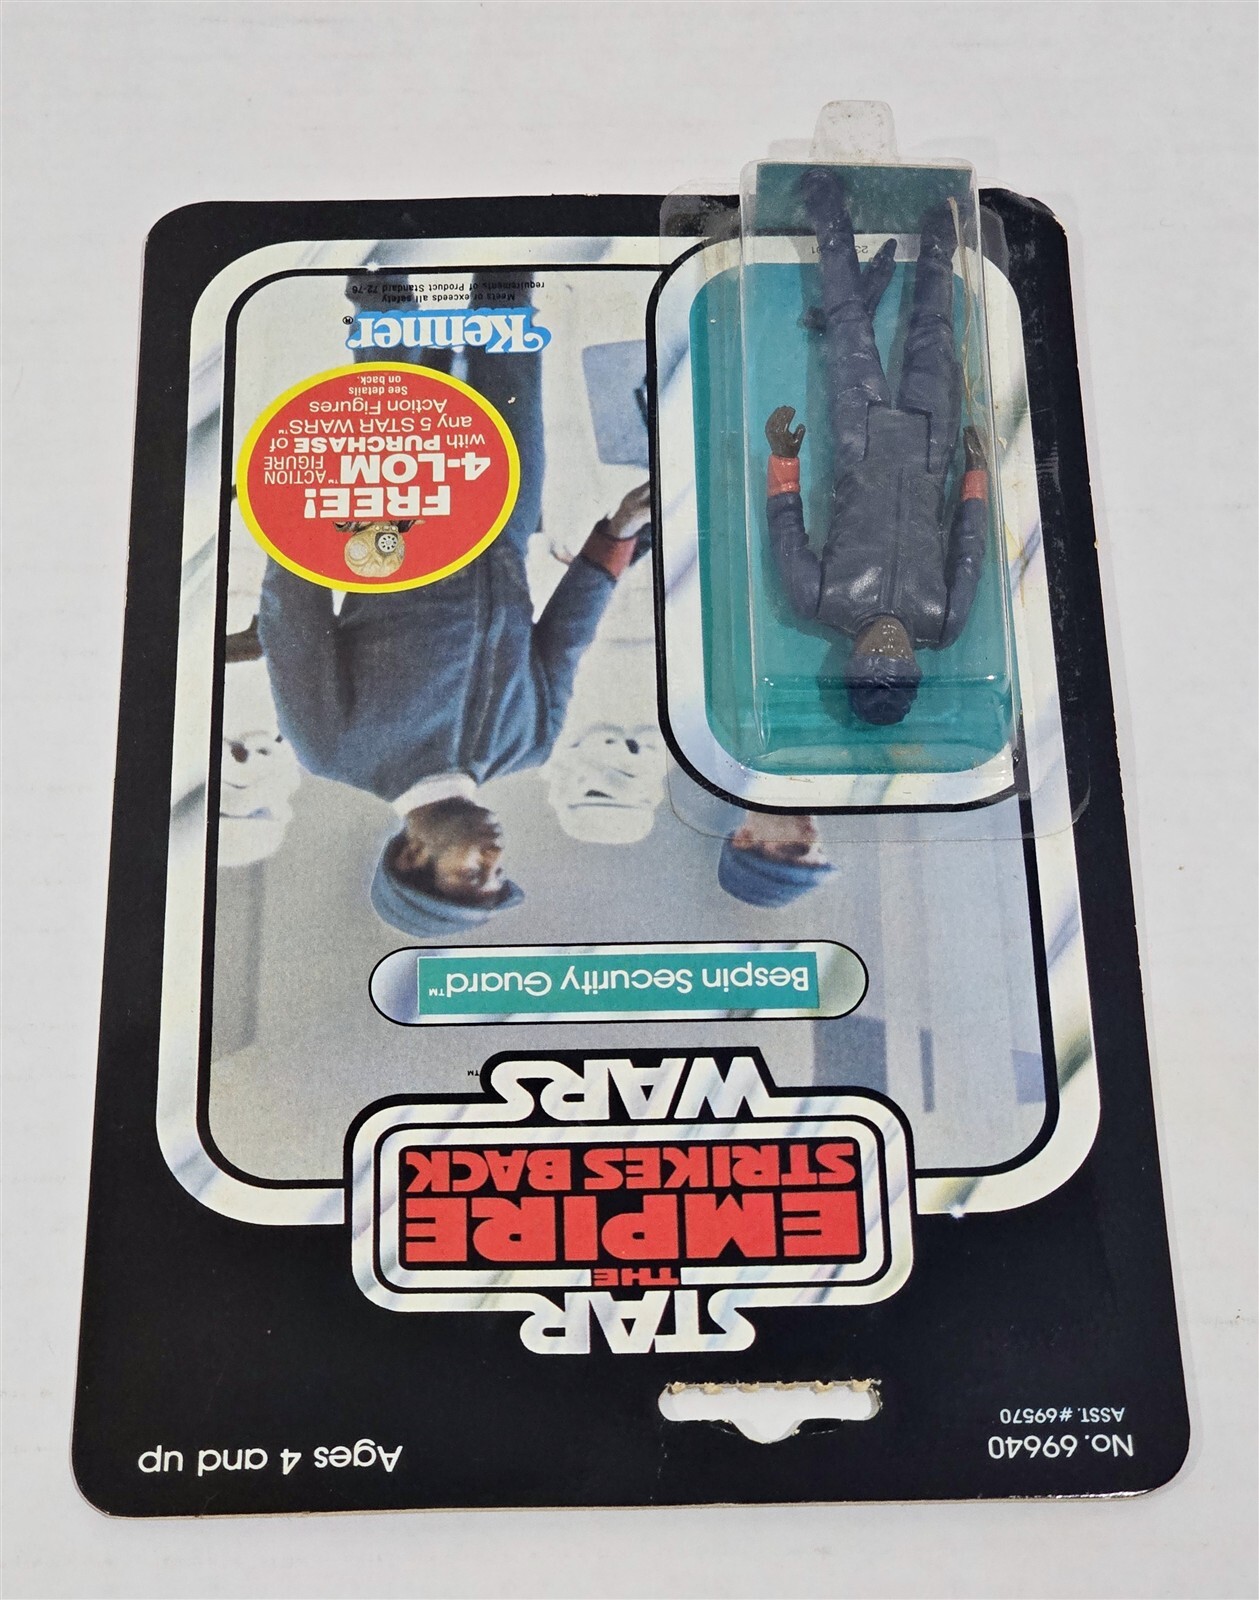 No. 69640
ASST. #69570
Ages 4 and up
STAR
THE
EMPIRE
STRIKES BACK
WARS™
Bespin Security Guard™
FREE!
4-LOM™ ACTION FIGURE
with PURCHASE of
any 5 STAR WARS™
Action Figures
See details
on back.
Kenner®
Meets or exceeds all safety
requirements of Product Standard 72-76